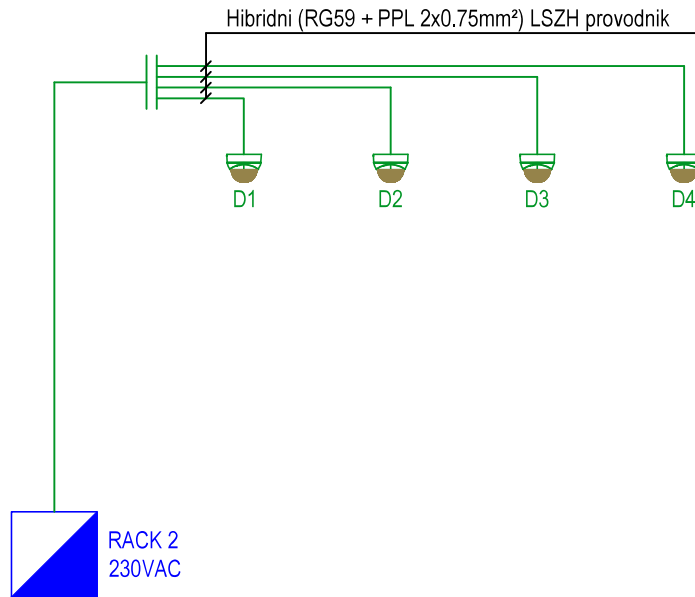 Hibridni (RG59 + PPL 2x0.75mm²) LSZH provodnik
D1
D2
D3
D4
RACK 2
230VAC